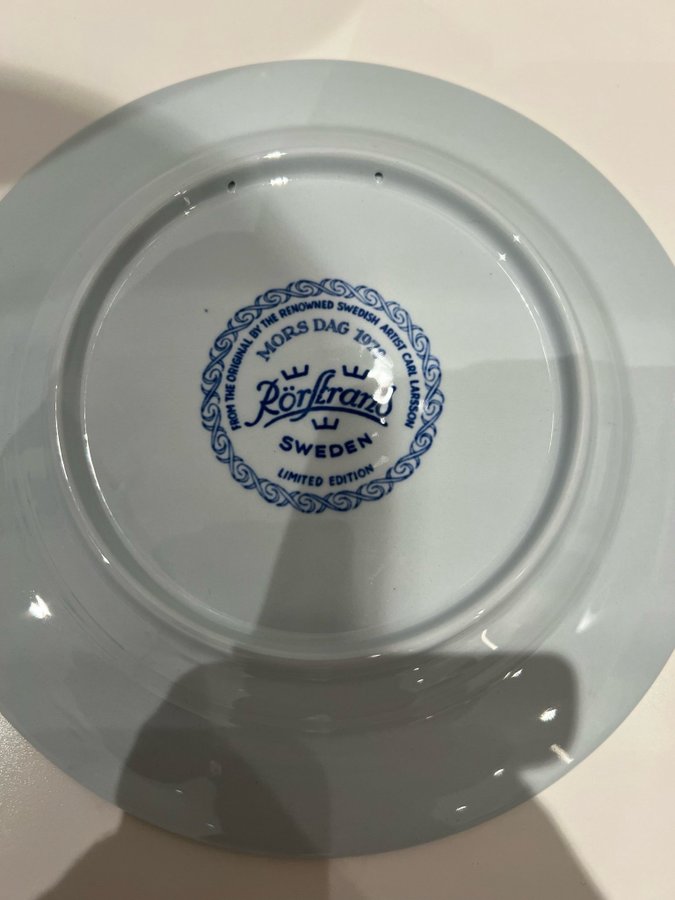 FROM THE ORIGINAL BY THE RENOWNED SWEDISH ARTIST CARL LARSSON
MORS DAG
Rörstrand
SWEDEN
LIMITED EDITION